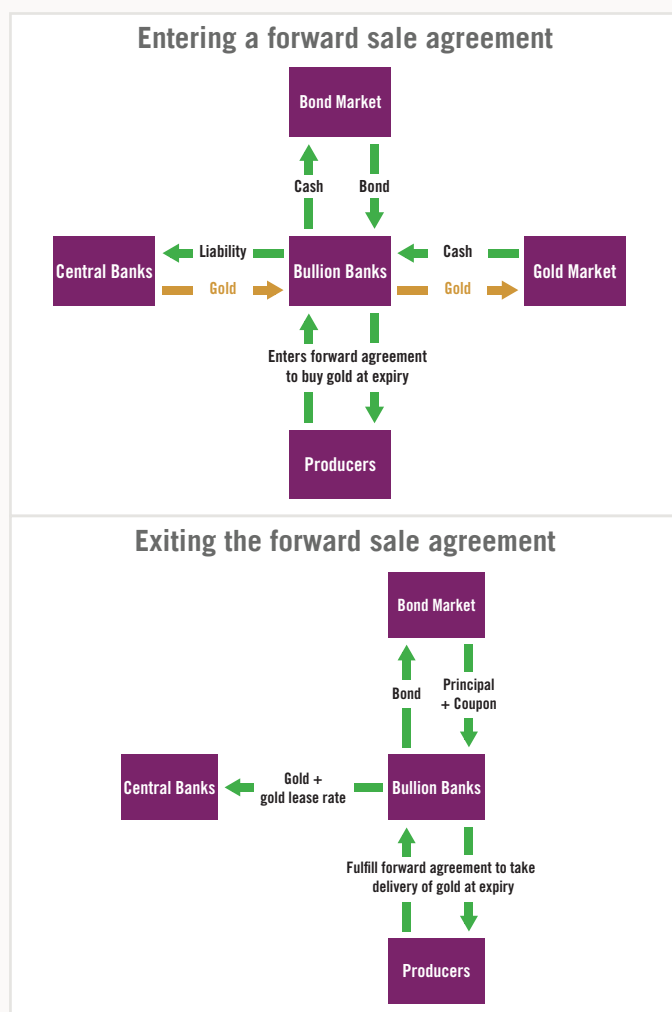 Entering a forward sale agreement
Bond Market
Cash
Bond
Central Banks
Liability
Gold
Bullion Banks
Cash
Gold
Gold Market
Enters forward agreement
to buy gold at expiry
Producers
Exiting the forward sale agreement
Bond Market
Bond
Principal
+ Coupon
Central Banks
Gold +
gold lease rate
Bullion Banks
Fulfill forward agreement to take
delivery of gold at expiry
Producers